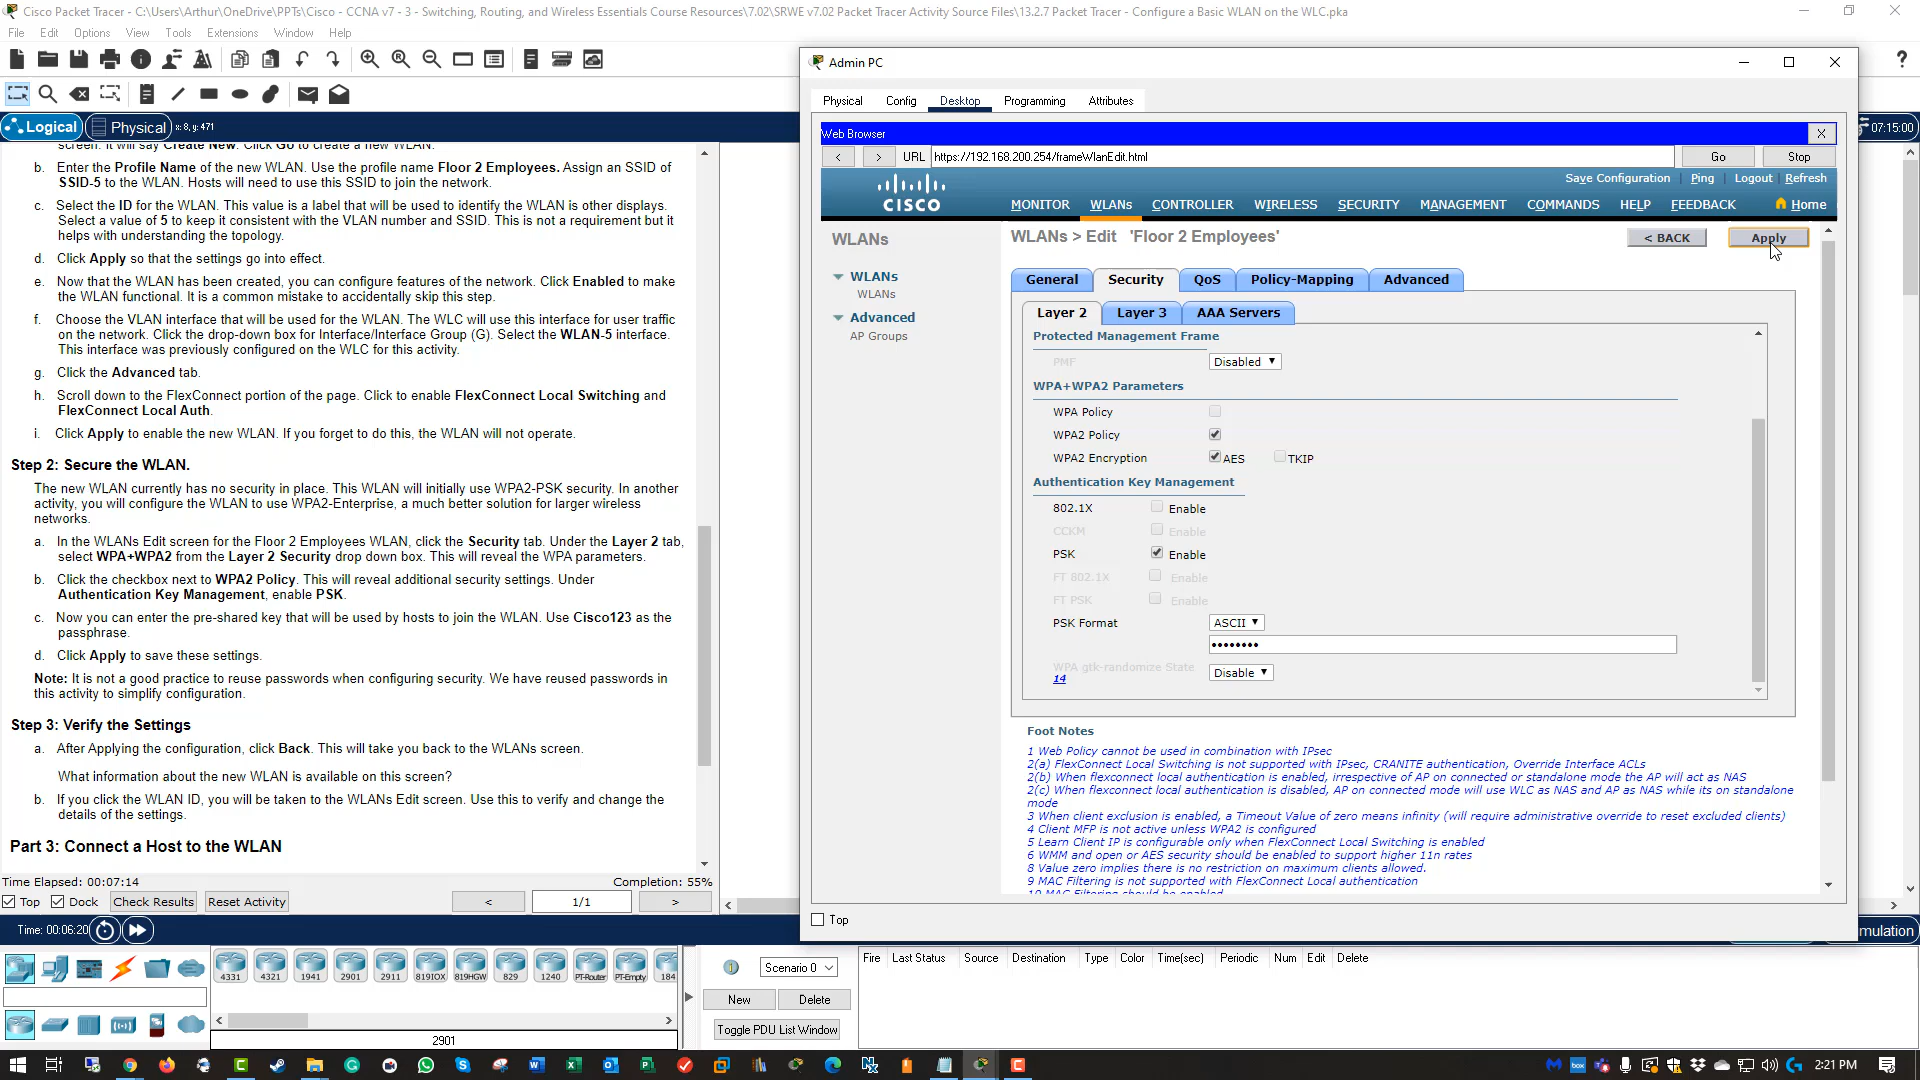 Cisco Packet Tracer - C:\Users\Arthur\OneDrive\PPTs\Cisco - CCNA v7 - 3 - Switching, Routing, and Wireless Essentials Course Resources\7.02\SRWE v7.02 Packet Tracer Activity Source Files\13.2.7 Packet Tracer - Configure a Basic WLAN on the WLC.pka
File Edit Options View Tools Extensions Window Help
Logical Physical x: 8, y: 471
07:15:00
screen. It will say Create New. Click Go to create a new WLAN.
b. Enter the Profile Name of the new WLAN. Use the profile name Floor 2 Employees. Assign an SSID of
SSID-5 to the WLAN. Hosts will need to use this SSID to join the network.
c. Select the ID for the WLAN. This value is a label that will be used to identify the WLAN is other displays.
Select a value of 5 to keep it consistent with the VLAN number and SSID. This is not a requirement but it
helps with understanding the topology.
d. Click Apply so that the settings go into effect.
e. Now that the WLAN has been created, you can configure features of the network. Click Enabled to make
the WLAN functional. It is a common mistake to accidentally skip this step.
f. Choose the VLAN interface that will be used for the WLAN. The WLC will use this interface for user traffic
on the network. Click the drop-down box for Interface/Interface Group (G). Select the WLAN-5 interface.
This interface was previously configured on the WLC for this activity.
g. Click the Advanced tab.
h. Scroll down to the FlexConnect portion of the page. Click to enable FlexConnect Local Switching and
FlexConnect Local Auth.
i. Click Apply to enable the new WLAN. If you forget to do this, the WLAN will not operate.
Step 2: Secure the WLAN.
The new WLAN currently has no security in place. This WLAN will initially use WPA2-PSK security. In another
activity, you will configure the WLAN to use WPA2-Enterprise, a much better solution for larger wireless
networks.
a. In the WLANs Edit screen for the Floor 2 Employees WLAN, click the Security tab. Under the Layer 2 tab,
select WPA+WPA2 from the Layer 2 Security drop down box. This will reveal the WPA parameters.
b. Click the checkbox next to WPA2 Policy. This will reveal additional security settings. Under
Authentication Key Management, enable PSK.
c. Now you can enter the pre-shared key that will be used by hosts to join the WLAN. Use Cisco123 as the
passphrase.
d. Click Apply to save these settings.
Note: It is not a good practice to reuse passwords when configuring security. We have reused passwords in
this activity to simplify configuration.
Step 3: Verify the Settings
a. After Applying the configuration, click Back. This will take you back to the WLANs screen.
What information about the new WLAN is available on this screen?
b. If you click the WLAN ID, you will be taken to the WLANs Edit screen. Use this to verify and change the
details of the settings.
Part 3: Connect a Host to the WLAN
Time Elapsed: 00:07:14 Completion: 55%
Top Dock Check Results Reset Activity < 1/1 >
Admin PC
Physical Config Desktop Programming Attributes
Web Browser X
< > URL https://192.168.200.254/frameWlanEdit.html Go Stop
Save Configuration Ping Logout Refresh
CISCO MONITOR WLANs CONTROLLER WIRELESS SECURITY MANAGEMENT COMMANDS HELP FEEDBACK Home
WLANs
WLANs
WLANs
Advanced
AP Groups
WLANs > Edit 'Floor 2 Employees' < BACK Apply
General Security QoS Policy-Mapping Advanced
Layer 2 Layer 3 AAA Servers
Protected Management Frame
PMF Disabled
WPA+WPA2 Parameters
WPA Policy
WPA2 Policy
WPA2 Encryption AES TKIP
Authentication Key Management
802.1X Enable
CCKM Enable
PSK Enable
FT 802.1X Enable
FT PSK Enable
PSK Format ASCII
••••••••
WPA gtk-randomize State Disable
14
Foot Notes
1 Web Policy cannot be used in combination with IPsec
2(a) FlexConnect Local Switching is not supported with IPsec, CRANITE authentication, Override Interface ACLs
2(b) When flexconnect local authentication is enabled, irrespective of AP on connected or standalone mode the AP will act as NAS
2(c) When flexconnect local authentication is disabled, AP on connected mode will use WLC as NAS and AP as NAS while its on standalone
mode
3 When client exclusion is enabled, a Timeout Value of zero means infinity (will require administrative override to reset excluded clients)
4 Client MFP is not active unless WPA2 is configured
5 Learn Client IP is configurable only when FlexConnect Local Switching is enabled
6 WMM and open or AES security should be enabled to support higher 11n rates
8 Value zero implies there is no restriction on maximum clients allowed.
9 MAC Filtering is not supported with FlexConnect Local authentication
10 MAC Filtering should be enabled
Top
Time: 00:06:20
mulation
4331 4321 1941 2901 2911 819IOX 819HGW 829 1240 PT-Router PT-Empty 184
2901
Scenario 0
New Delete
Toggle PDU List Window
Fire Last Status Source Destination Type Color Time(sec) Periodic Num Edit Delete
2:21 PM